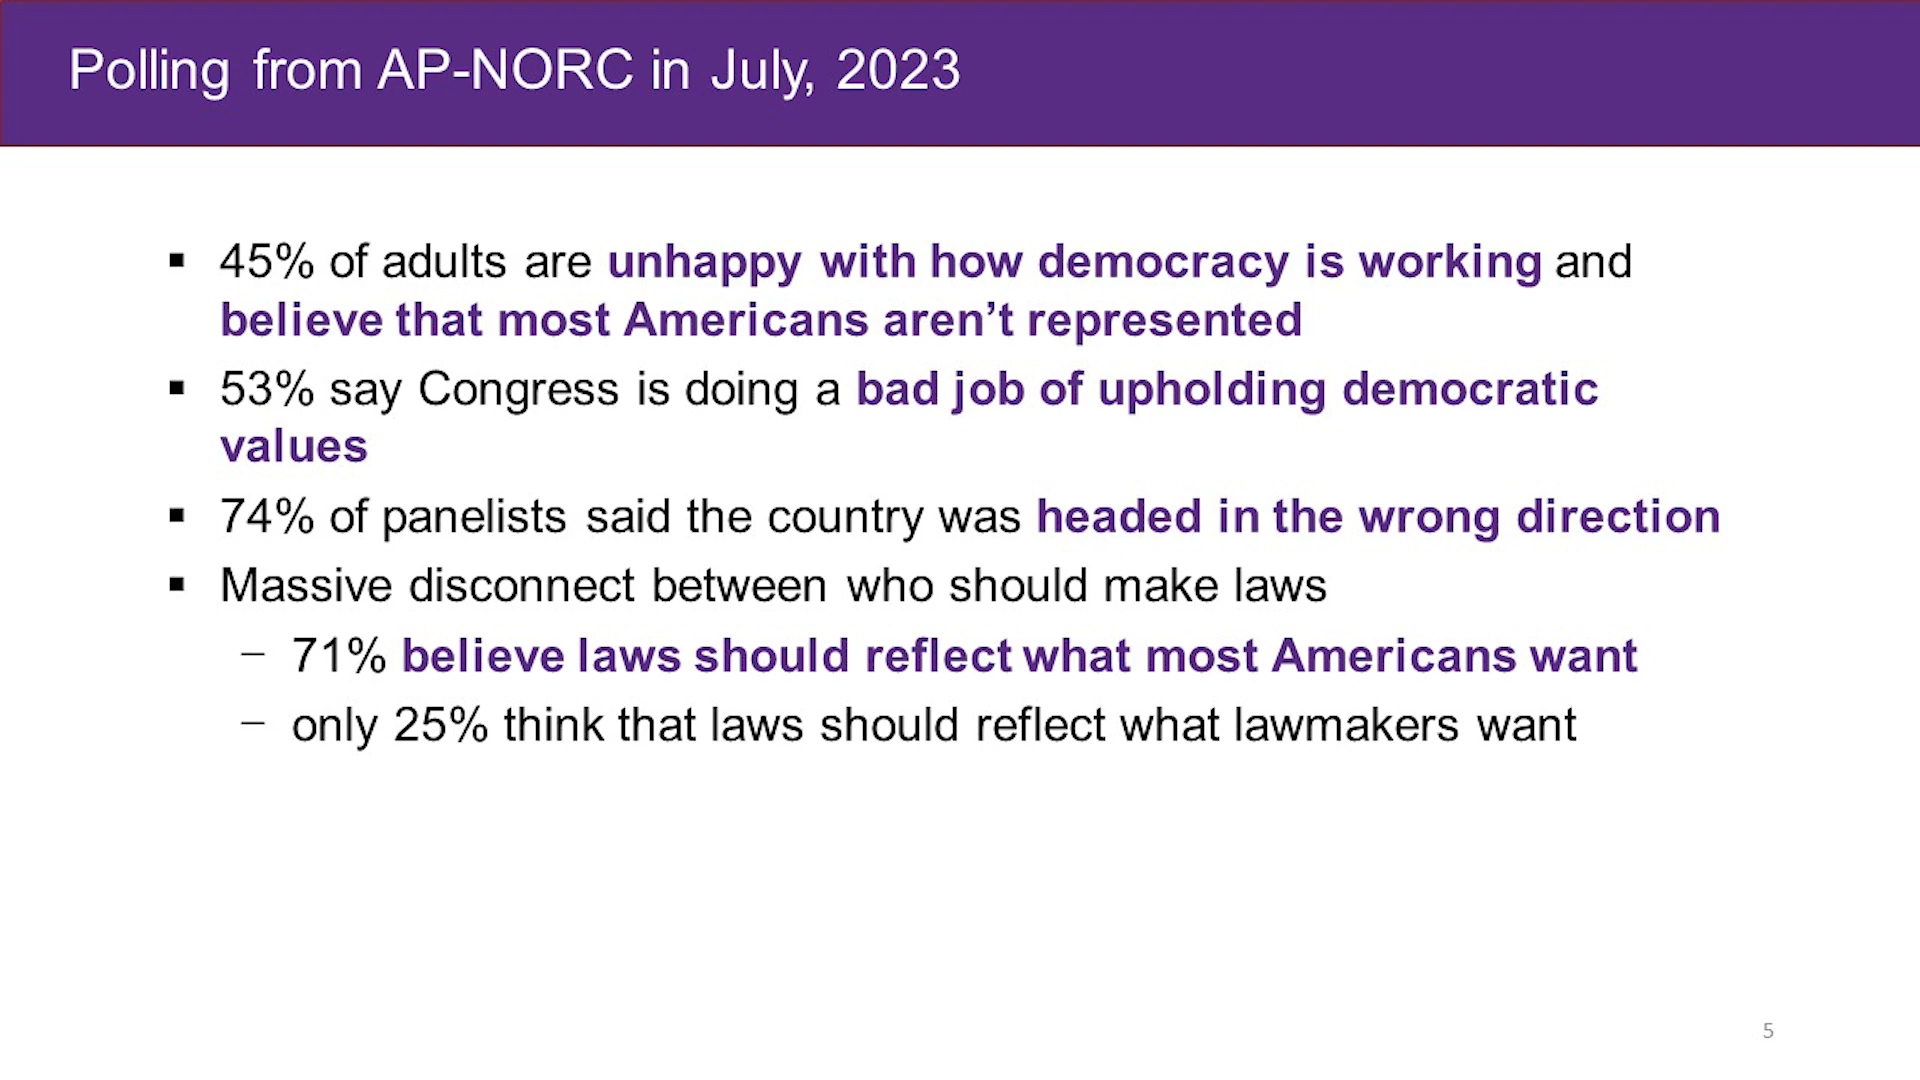 Polling from AP-NORC in July, 2023
▪ 45% of adults are unhappy with how democracy is working and
believe that most Americans aren’t represented
▪ 53% say Congress is doing a bad job of upholding democratic
values
▪ 74% of panelists said the country was headed in the wrong direction
▪ Massive disconnect between who should make laws
– 71% believe laws should reflect what most Americans want
– only 25% think that laws should reflect what lawmakers want
5